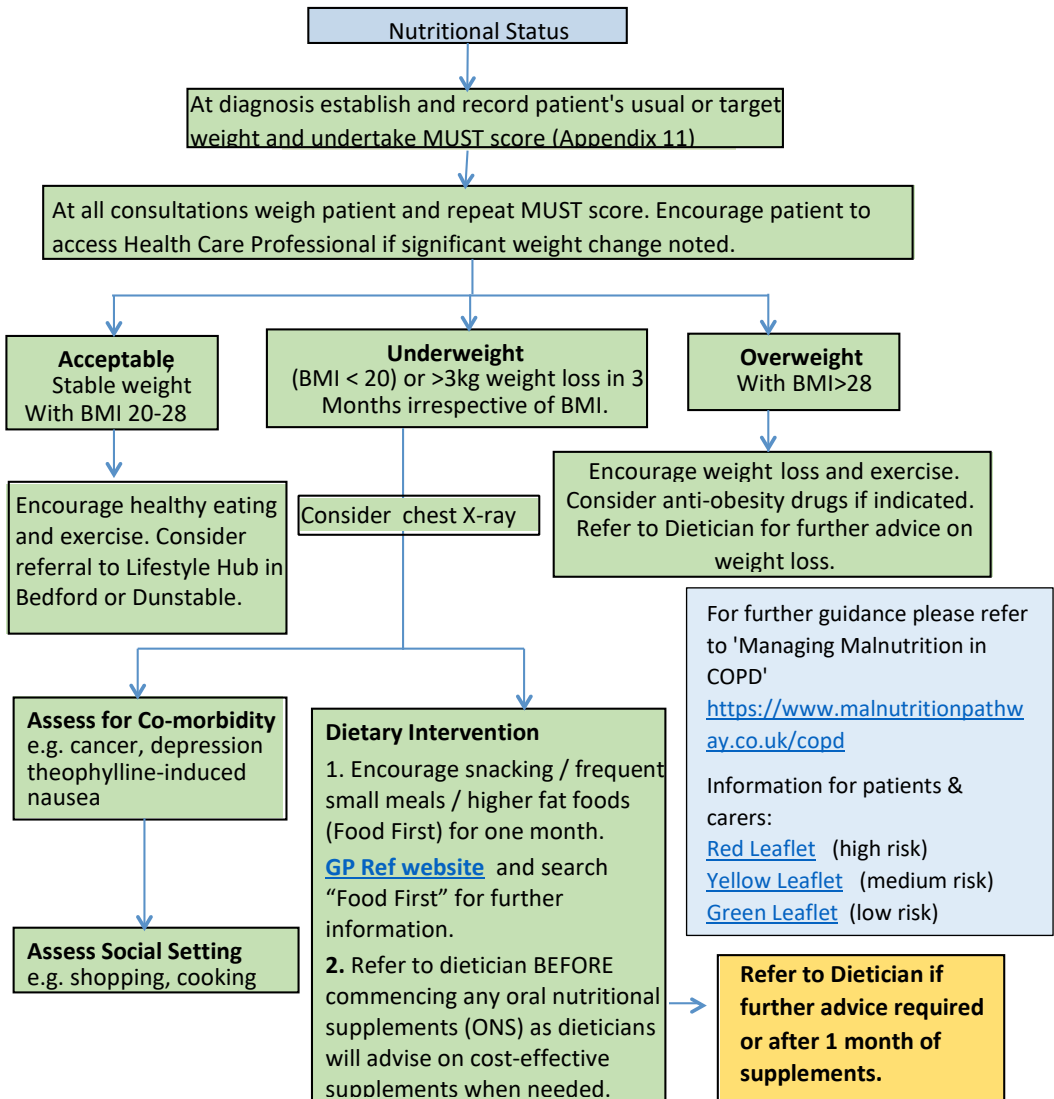 Nutritional Status
At diagnosis establish and record patient's usual or target
weight and undertake MUST score (Appendix 11)
At all consultations weigh patient and repeat MUST score. Encourage patient to
access Health Care Professional if significant weight change noted.
Acceptable,
Stable weight
With BMI 20-28
Underweight
(BMI < 20) or >3kg weight loss in 3
Months irrespective of BMI.
Overweight
With BMI>28
Encourage healthy eating
and exercise. Consider
referral to Lifestyle Hub in
Bedford or Dunstable.
Consider chest X-ray
Encourage weight loss and exercise.
Consider anti-obesity drugs if indicated.
Refer to Dietician for further advice on
weight loss.
For further guidance please refer
to 'Managing Malnutrition in
COPD'
https://www.malnutritionpathw
ay.co.uk/copd
Information for patients &
carers:
Red Leaflet (high risk)
Yellow Leaflet (medium risk)
Green Leaflet (low risk)
Assess for Co-morbidity
e.g. cancer, depression
theophylline-induced
nausea
Assess Social Setting
e.g. shopping, cooking
Dietary Intervention
1. Encourage snacking / frequent
small meals / higher fat foods
(Food First) for one month.
GP Ref website and search
“Food First” for further
information.
2. Refer to dietician BEFORE
commencing any oral nutritional
supplements (ONS) as dieticians
will advise on cost-effective
supplements when needed.
Refer to Dietician if
further advice required
or after 1 month of
supplements.